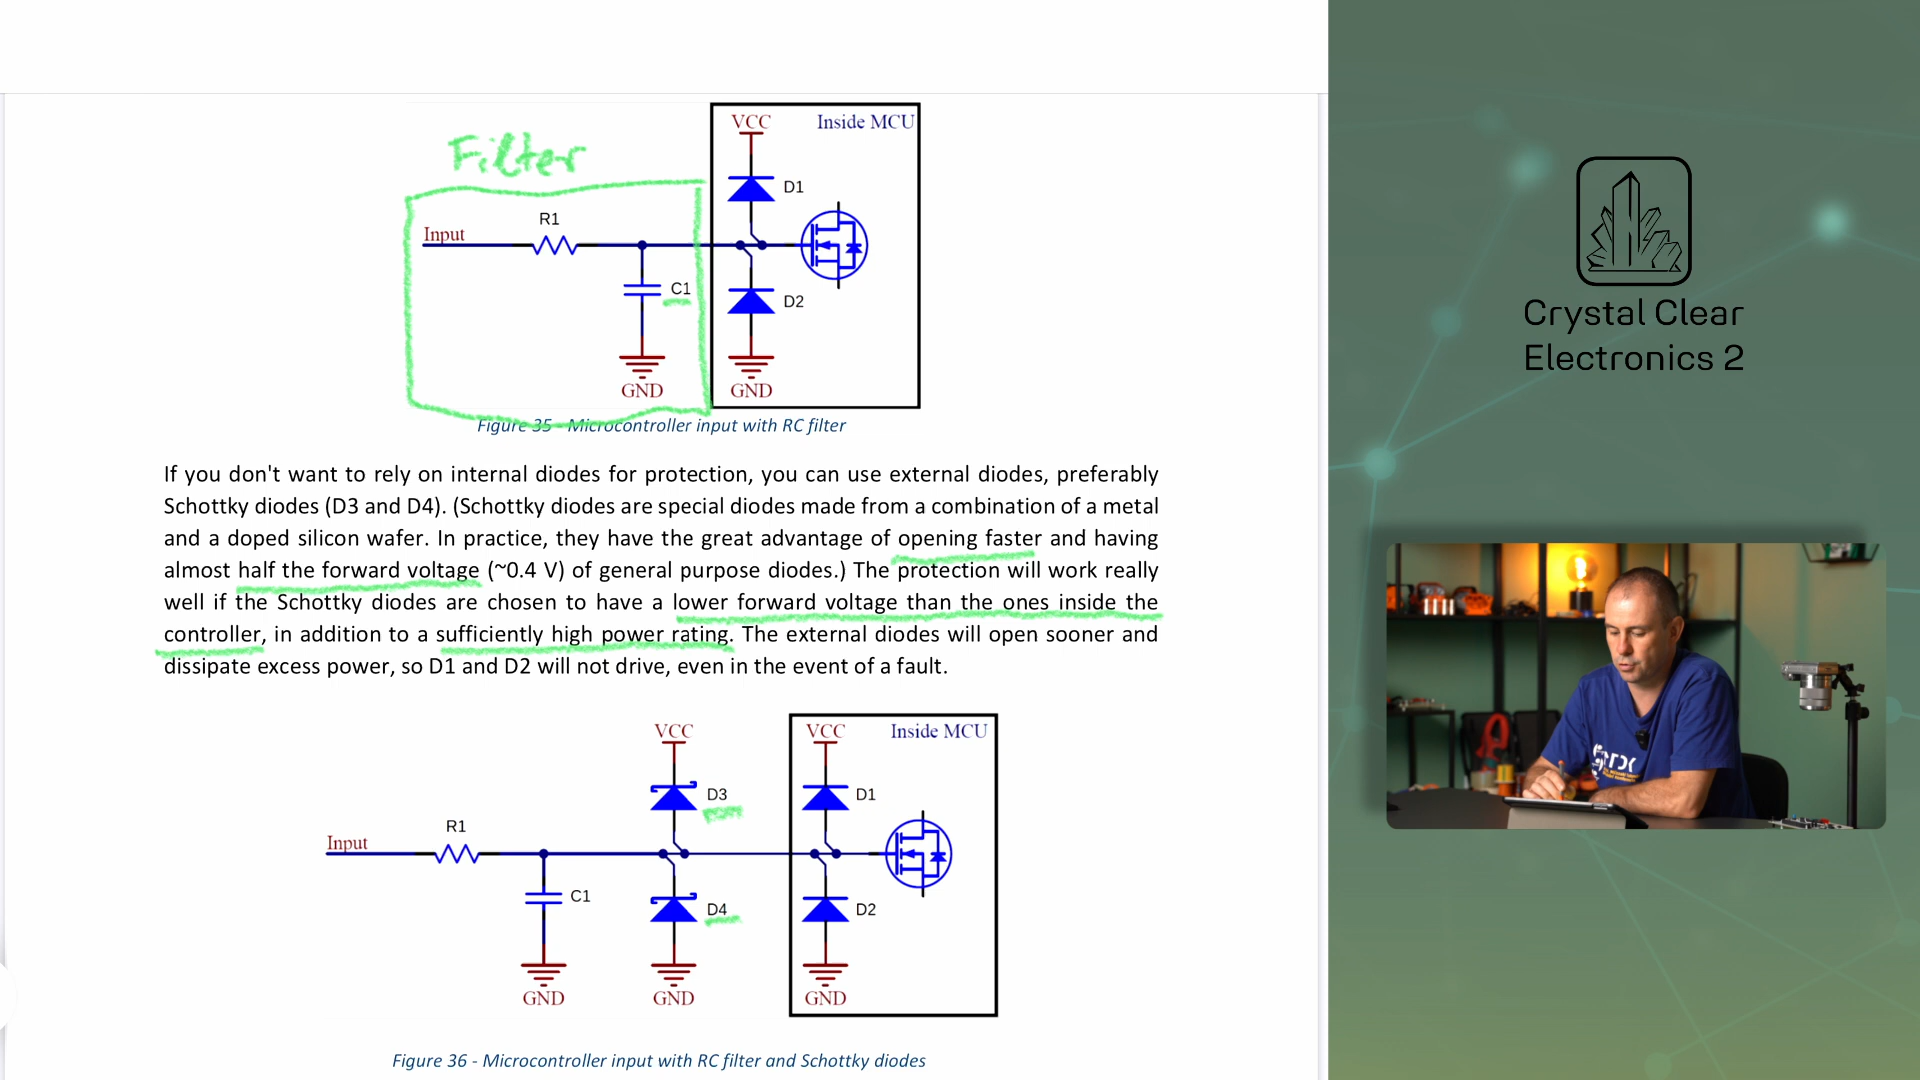 Filter
VCC
Inside MCU
D1
R1
Input
C1
D2
GND
GND
Figure 35 - Microcontroller input with RC filter
If you don't want to rely on internal diodes for protection, you can use external diodes, preferably
Schottky diodes (D3 and D4). (Schottky diodes are special diodes made from a combination of a metal
and a doped silicon wafer. In practice, they have the great advantage of opening faster and having
almost half the forward voltage (~0.4 V) of general purpose diodes.) The protection will work really
well if the Schottky diodes are chosen to have a lower forward voltage than the ones inside the
controller, in addition to a sufficiently high power rating. The external diodes will open sooner and
dissipate excess power, so D1 and D2 will not drive, even in the event of a fault.
VCC
VCC
Inside MCU
D3
D1
R1
Input
C1
D4
D2
GND
GND
GND
Figure 36 - Microcontroller input with RC filter and Schottky diodes
Crystal Clear
Electronics 2